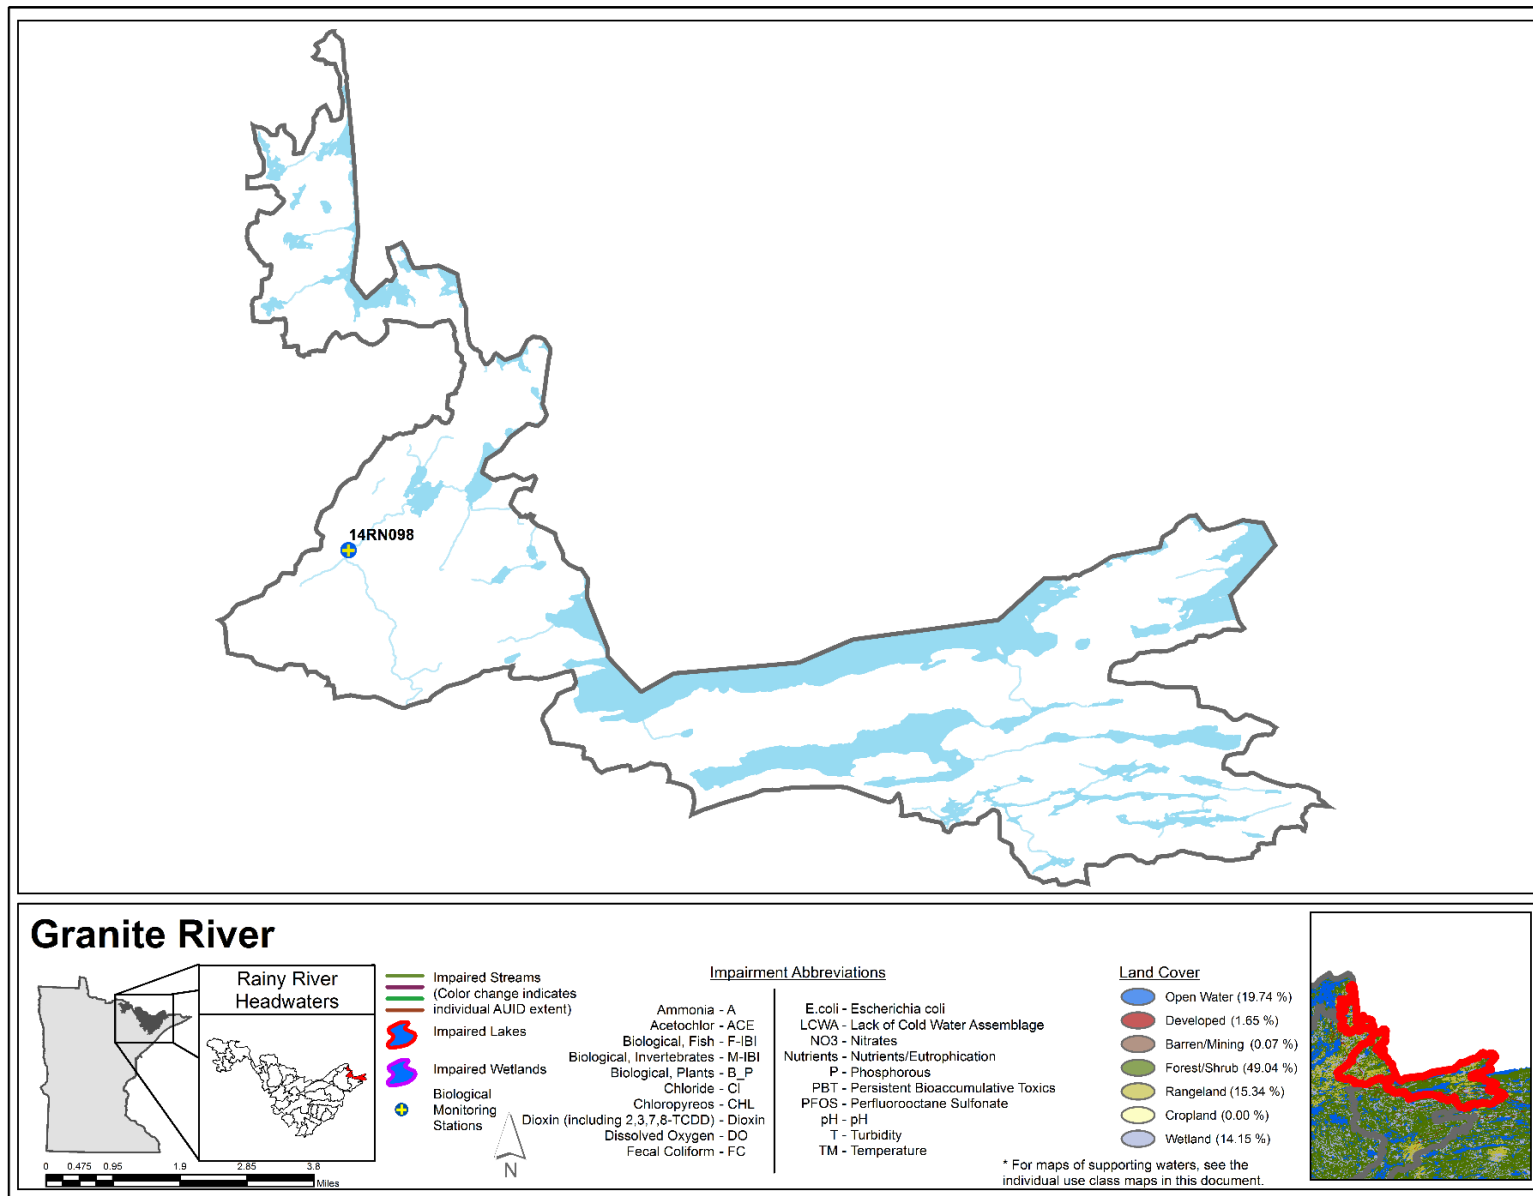 14RN098
Granite River
Rainy River
Headwaters
0 0.475 0.95 1.9 2.85 3.8
Miles
Impaired Streams
(Color change indicates
individual AUID extent)
Impaired Lakes
Impaired Wetlands
Biological
Monitoring
Stations
N
Impairment Abbreviations
Ammonia - A
Acetochlor - ACE
Biological, Fish - F-IBI
Biological, Invertebrates - M-IBI
Biological, Plants - B_P
Chloride - Cl
Chloropyreos - CHL
Dioxin (including 2,3,7,8-TCDD) - Dioxin
Dissolved Oxygen - DO
Fecal Coliform - FC
E.coli - Escherichia coli
LCWA - Lack of Cold Water Assemblage
NO3 - Nitrates
Nutrients - Nutrients/Eutrophication
P - Phosphorous
PBT - Persistent Bioaccumulative Toxics
PFOS - Perfluorooctane Sulfonate
pH - pH
T - Turbidity
TM - Temperature
Land Cover
Open Water (19.74 %)
Developed (1.65 %)
Barren/Mining (0.07 %)
Forest/Shrub (49.04 %)
Rangeland (15.34 %)
Cropland (0.00 %)
Wetland (14.15 %)
* For maps of supporting waters, see the
individual use class maps in this document.